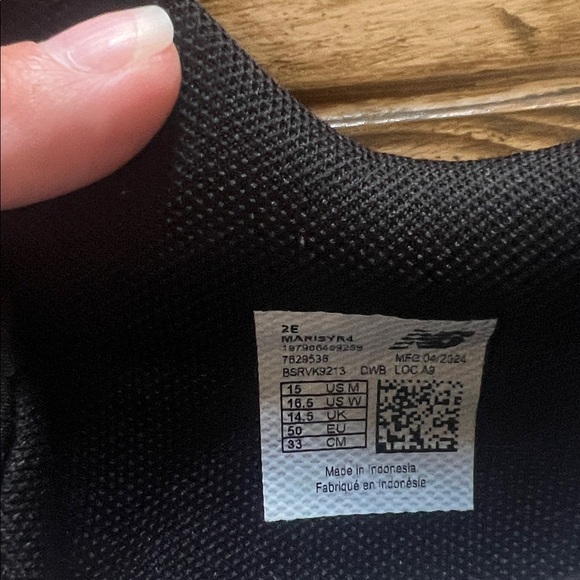 2E
MARISYR4
7629536 MFG 04/2024
BSRVK9213 DWB LOC A9
15 US M
16.5 US W
14.5 UK
50 EU
33 CM
Made in Indonesia
Fabriqué en Indonésie